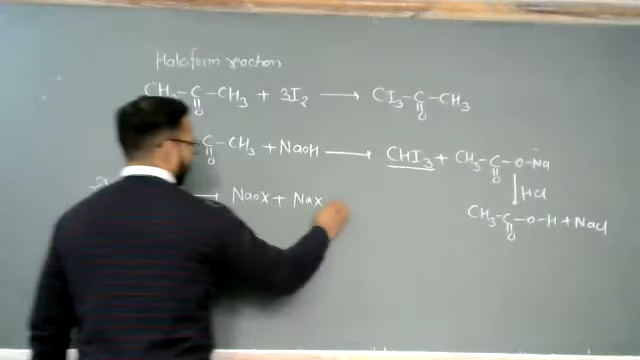 Haloform reaction
CH3-C-CH3 + 3I2 → CI3-C-CH3
O O
C-CH3 + NaOH → CHI3 + CH3-C-O-Na
O O
→ NaOX + NaX ↓HCl
CH3-C-O-H + NaCl
O